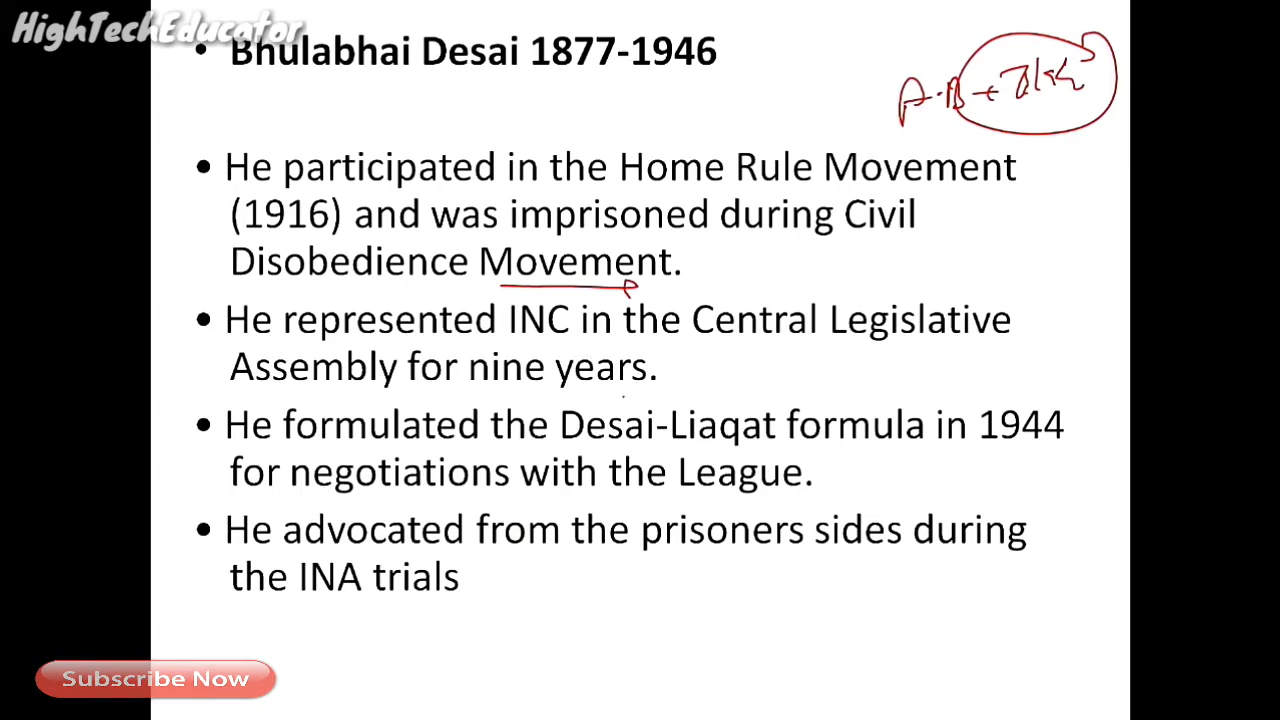 HighTechEducator
• Bhulabhai Desai 1877-1946
A.B + Tilak
• He participated in the Home Rule Movement
(1916) and was imprisoned during Civil
Disobedience Movement.
• He represented INC in the Central Legislative
Assembly for nine years.
• He formulated the Desai-Liaqat formula in 1944
for negotiations with the League.
• He advocated from the prisoners sides during
the INA trials
Subscribe Now